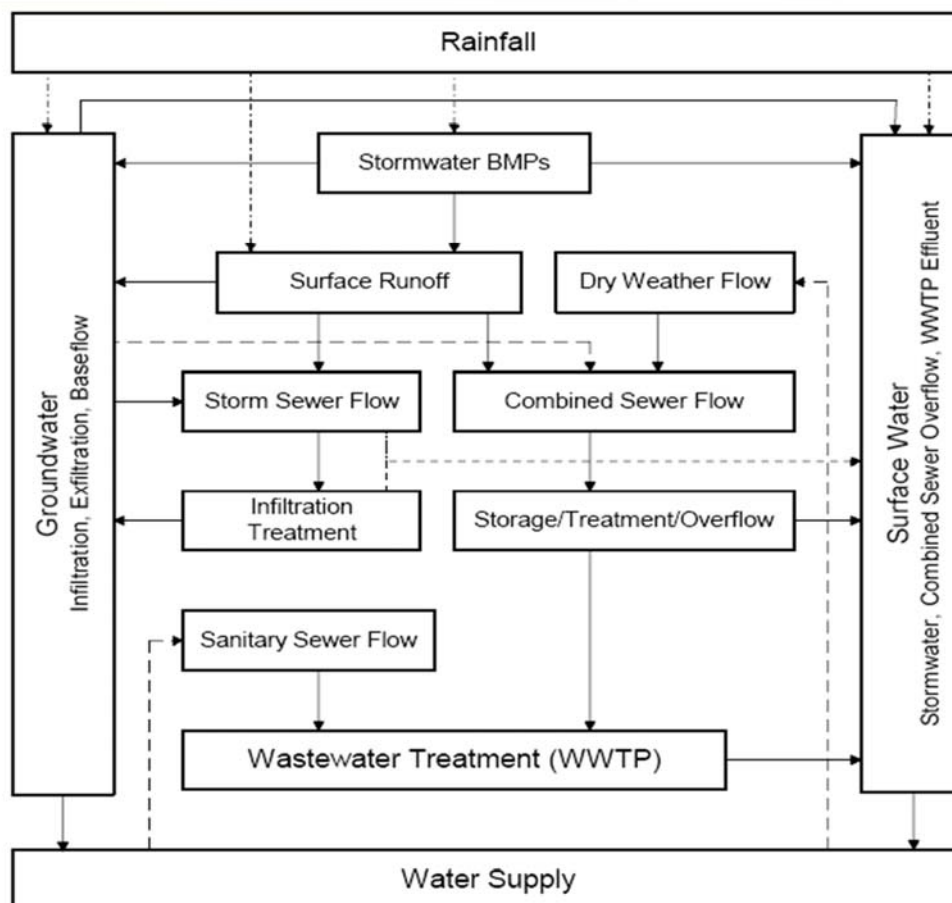 Rainfall
Stormwater BMPs
Surface Runoff
Dry Weather Flow
Groundwater
Infiltration, Exfiltration, Baseflow
Storm Sewer Flow
Combined Sewer Flow
Surface Water
Stormwater, Combined Sewer Overflow, WWTP Effluent
Infiltration
Treatment
Storage/Treatment/Overflow
Sanitary Sewer Flow
Wastewater Treatment (WWTP)
Water Supply